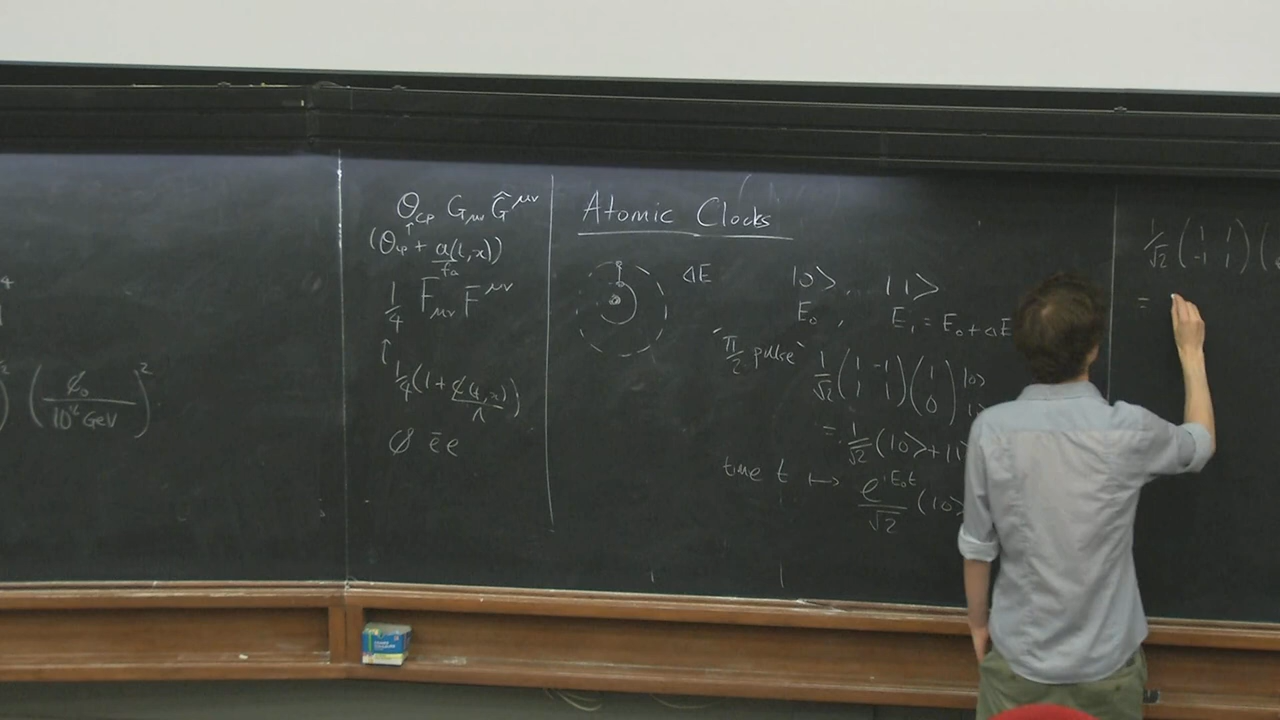 (ϕ₀ / 10¹⁶ GeV)²
θ_CP G_μν G̃^μν
↑
(θ_CP + a(t,x)/f_a)
1/4 F_μν F^μν
↑
1/4(1 + ϕ(t,x)/Λ)
ϕ ēe
Atomic Clocks
ΔE
|0⟩, |1⟩
E₀, E₁ = E₀ + ΔE
"π/2 pulse" 1/√2 (1 -1; 1 1)(1; 0) |0⟩
= 1/√2 (|0⟩ + |1
time t ↦ e^{iE₀t}/√2 (|0⟩
1/√2 (1 1; -1 1)(
=